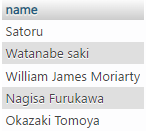 name
Satoru
Watanabe saki
William James Moriarty
Nagisa Furukawa
Okazaki Tomoya